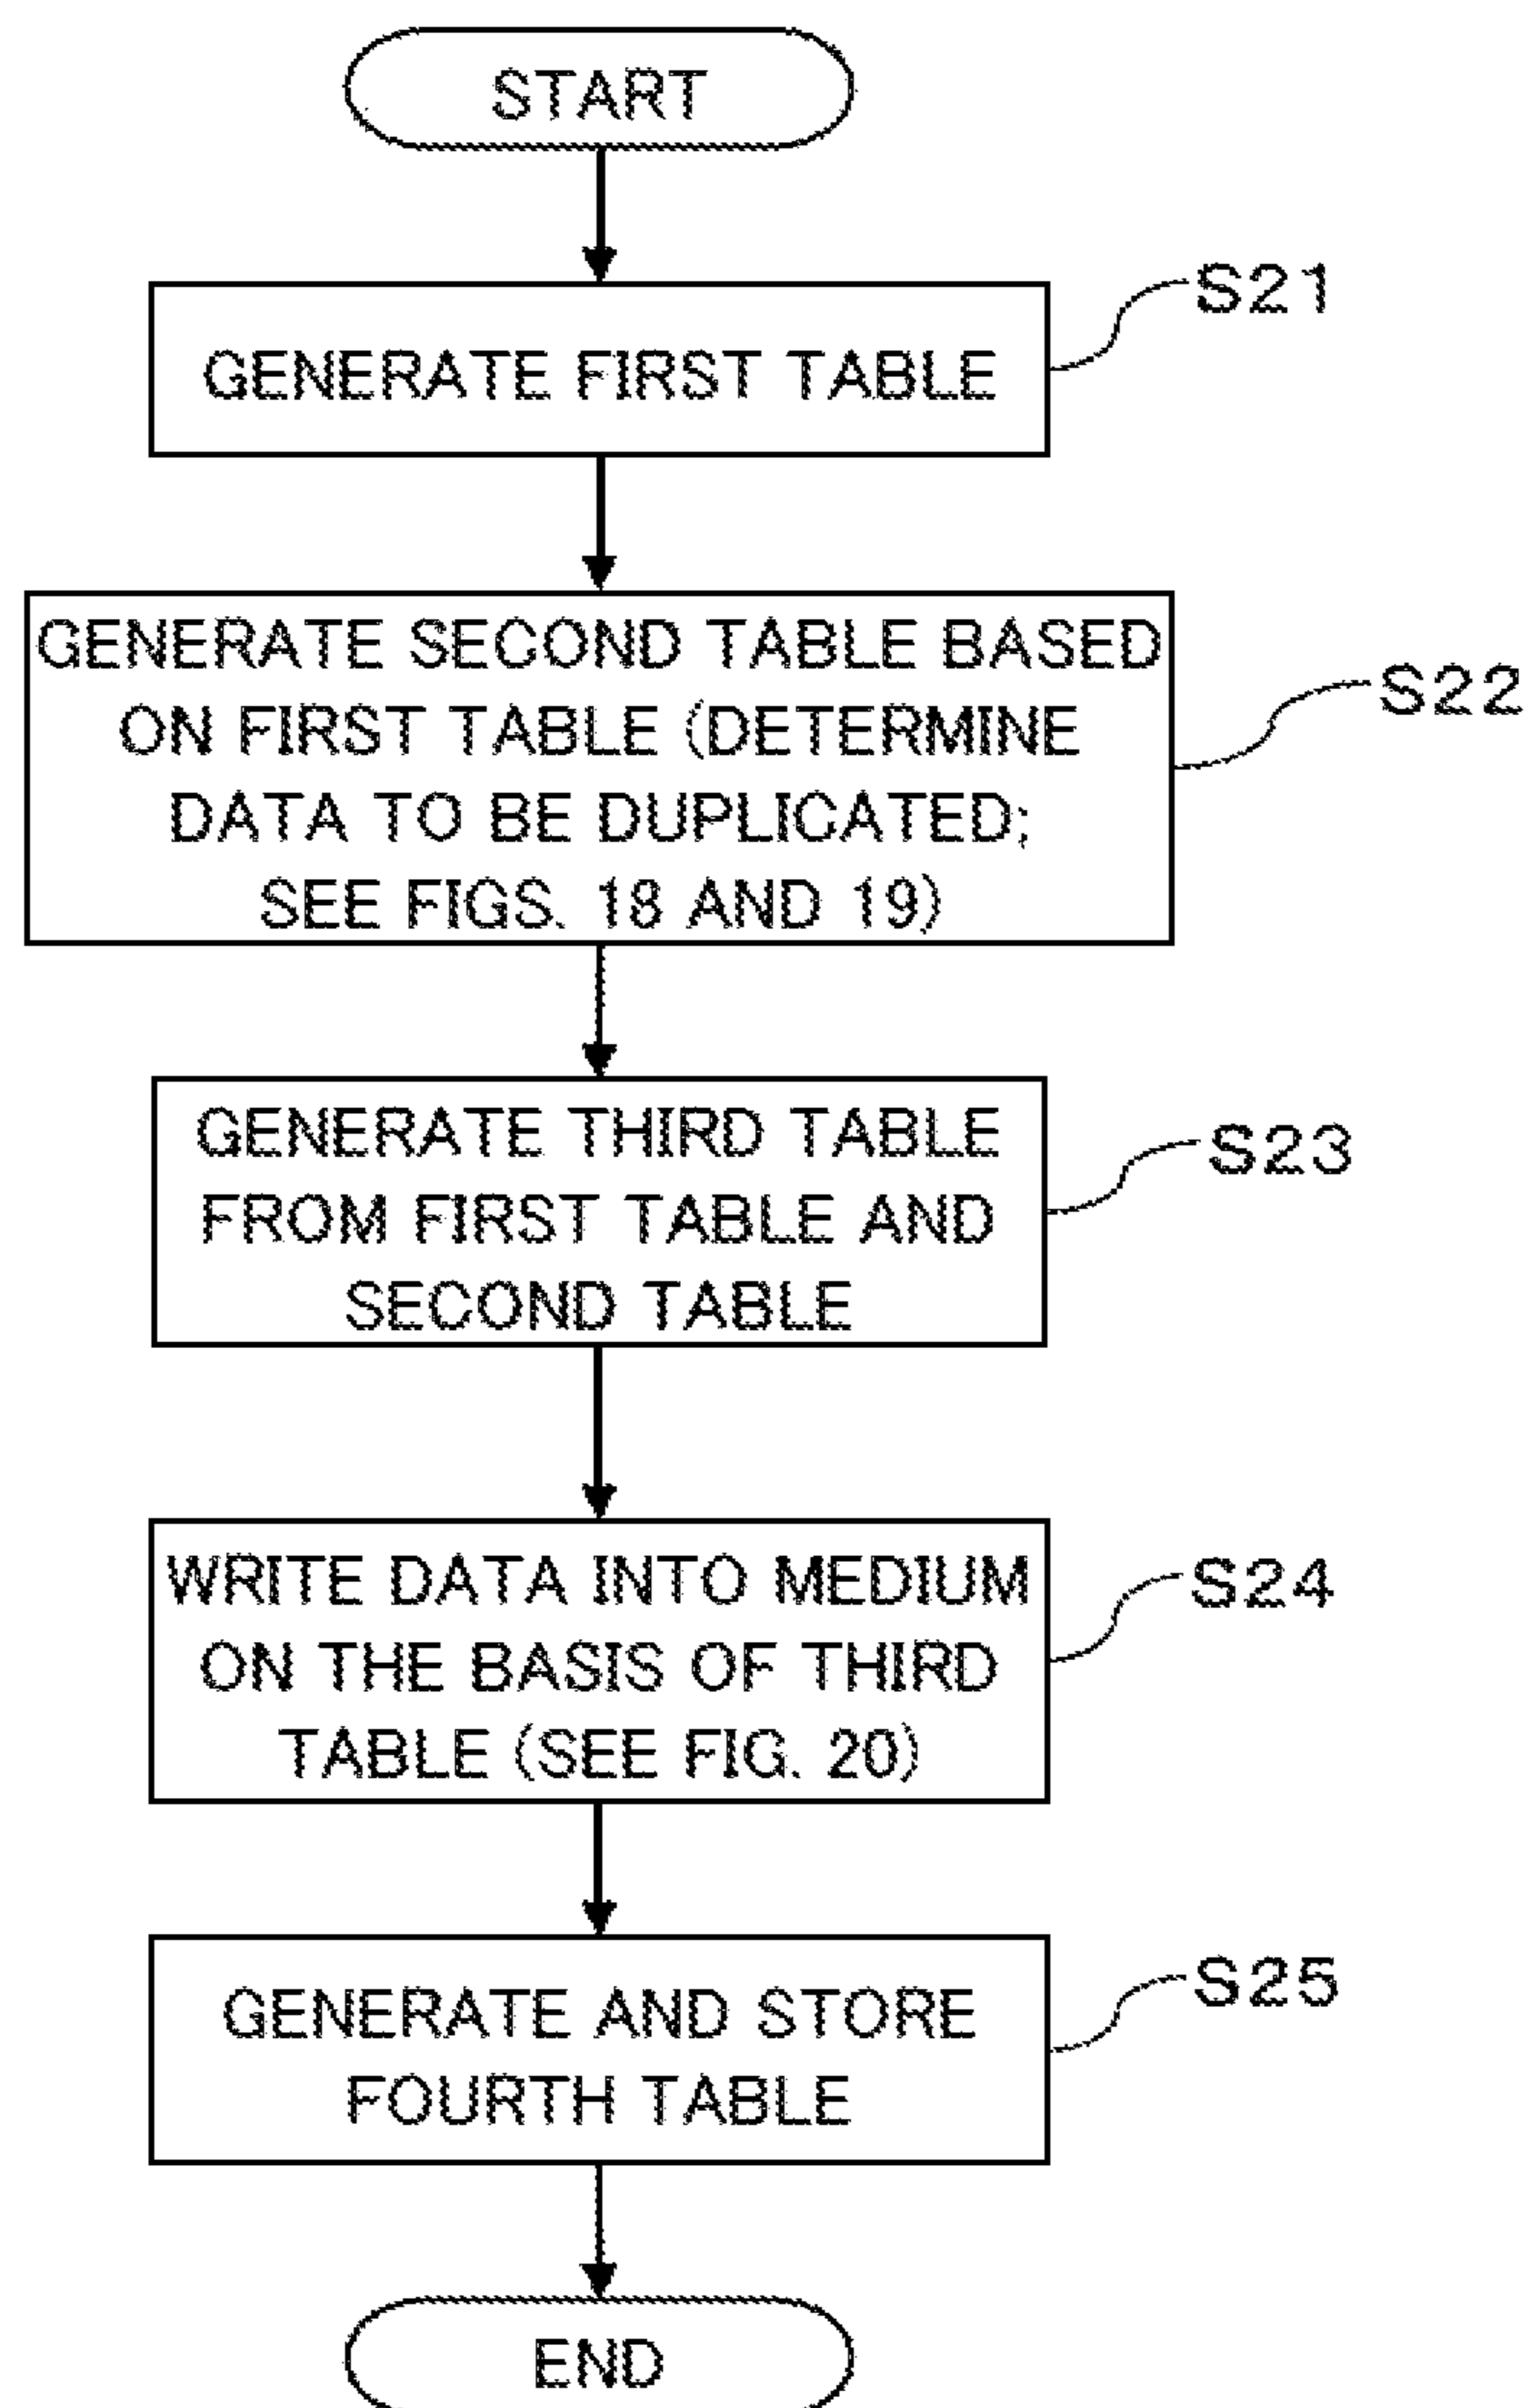 START
S21
GENERATE FIRST TABLE
GENERATE SECOND TABLE BASED
ON FIRST TABLE (DETERMINE
DATA TO BE DUPLICATED;
SEE FIGS. 18 AND 19)
S22
GENERATE THIRD TABLE
FROM FIRST TABLE AND
SECOND TABLE
S23
WRITE DATA INTO MEDIUM
ON THE BASIS OF THIRD
TABLE (SEE FIG. 20)
S24
GENERATE AND STORE
FOURTH TABLE
S25
END